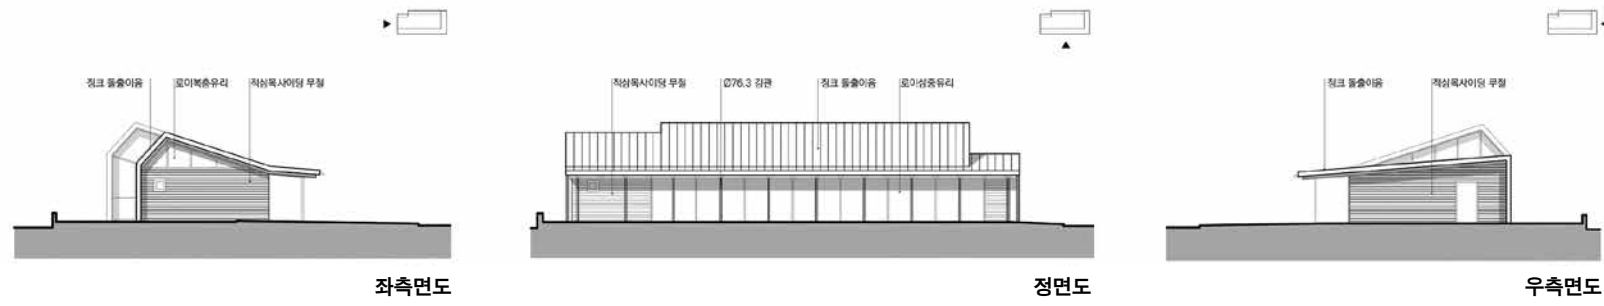 징크 돌출이음 로이복층유리 적삼목사이딩 무절
적삼목사이딩 무절 Ø76.3 강관 징크 돌출이음 로이삼중유리
징크 돌출이음 적삼목사이딩 무절
좌측면도
정면도
우측면도